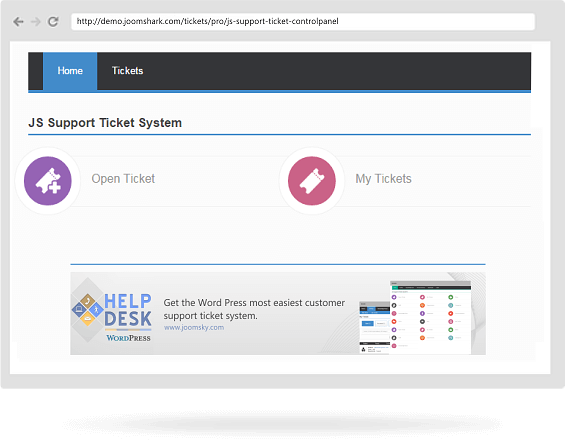 http://demo.joomshark.com/tickets/pro/js-support-ticket-controlpanel
Home
Tickets
JS Support Ticket System
Open Ticket
My Tickets
HELP
DESK
WORDPRESS
Get the Word Press most easiest customer
support ticket system.
www.joomsky.com